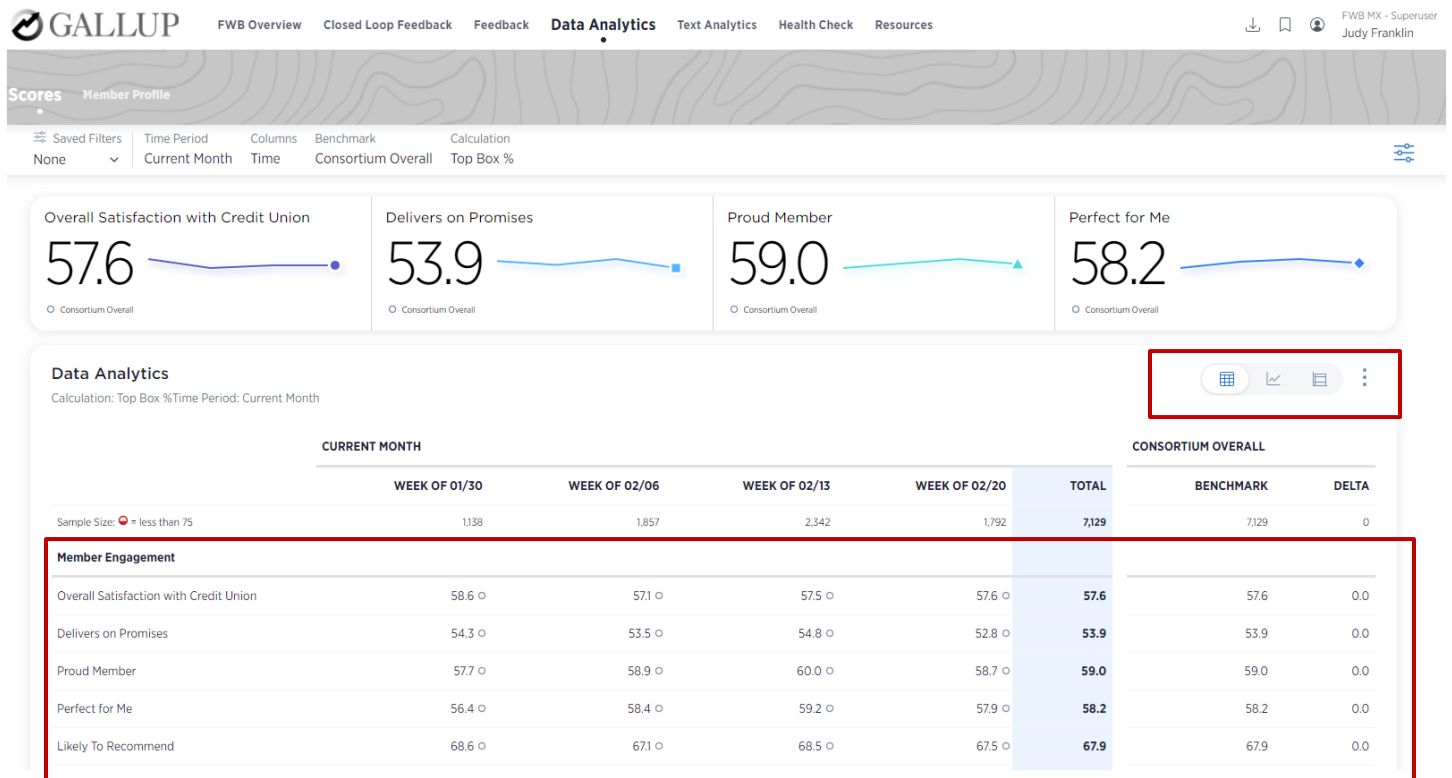 GALLUP FWB Overview Closed Loop Feedback Feedback Data Analytics Text Analytics Health Check Resources
FWB MX - Superuser
Judy Franklin
Scores Member Profile
Saved Filters Time Period Columns Benchmark Calculation
None Current Month Time Consortium Overall Top Box %
Overall Satisfaction with Credit Union
57.6
Consortium Overall
Delivers on Promises
53.9
Consortium Overall
Proud Member
59.0
Consortium Overall
Perfect for Me
58.2
Consortium Overall
Data Analytics
Calculation: Top Box %Time Period: Current Month
CURRENT MONTH CONSORTIUM OVERALL
WEEK OF 01/30 WEEK OF 02/06 WEEK OF 02/13 WEEK OF 02/20 TOTAL BENCHMARK DELTA
Sample Size: = less than 75 1,138 1,857 2,342 1,792 7,129 7,129 0
Member Engagement
Overall Satisfaction with Credit Union 58.6 57.1 57.5 57.6 57.6 57.6 0.0
Delivers on Promises 54.3 53.5 54.8 52.8 53.9 53.9 0.0
Proud Member 57.7 58.9 60.0 58.7 59.0 59.0 0.0
Perfect for Me 56.4 58.4 59.2 57.9 58.2 58.2 0.0
Likely To Recommend 68.6 67.1 68.5 67.5 67.9 67.9 0.0